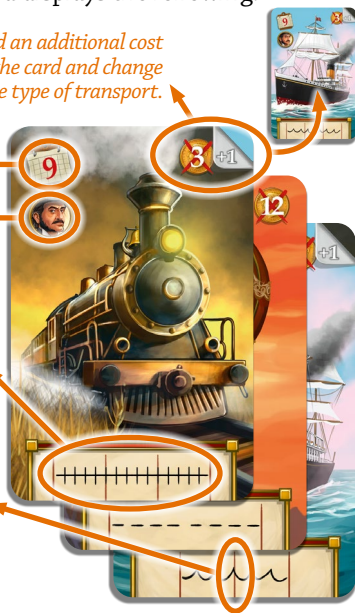 an additional cost
he card and change
e type of transport.
9
9
3 +1
12
+1